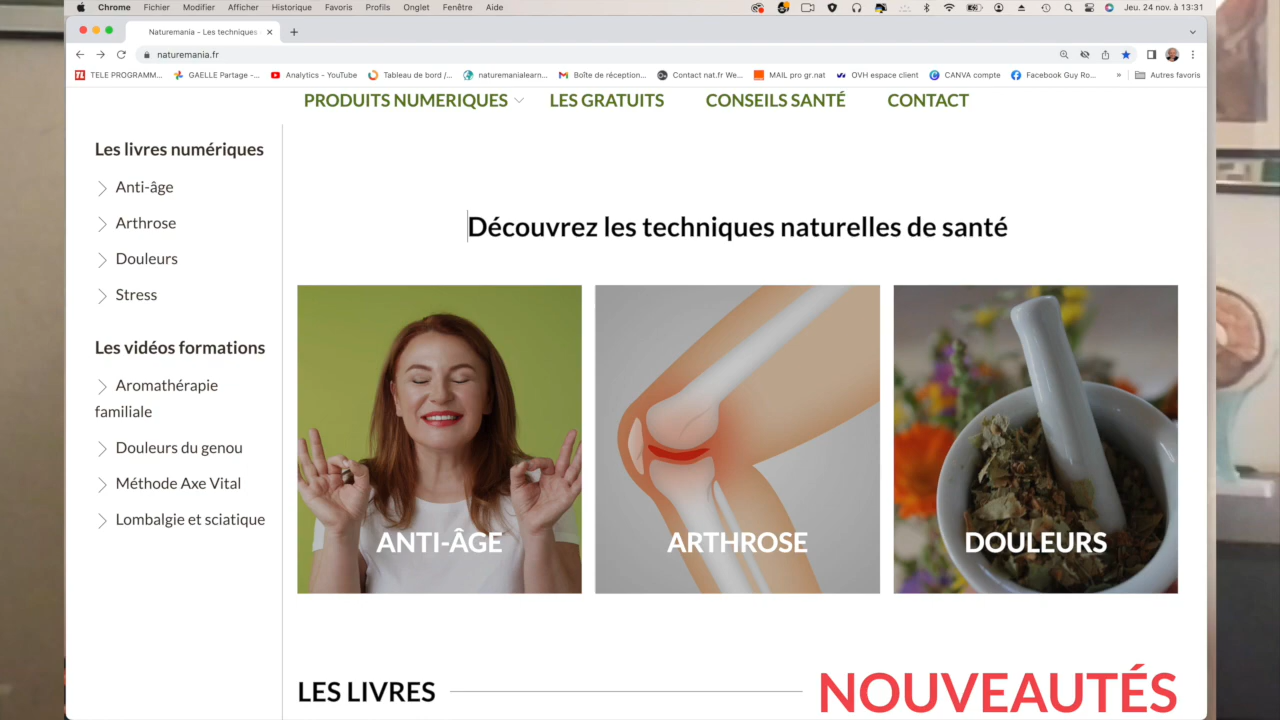 Chrome Fichier Modifier Afficher Historique Favoris Profils Onglet Fenêtre Aide Jeu. 24 nov. à 13:31
Naturemania - Les techniques
naturemania.fr
TELE PROGRAMM... GAELLE Partage -... Analytics - YouTube Tableau de bord /... naturemanialearn... Boîte de réception... Contact nat.fr We... MAIL pro gr.nat OVH espace client CANVA compte Facebook Guy Ro... » Autres favoris
PRODUITS NUMERIQUES LES GRATUITS CONSEILS SANTÉ CONTACT
Les livres numériques
Anti-âge
Arthrose
Douleurs
Stress
Les vidéos formations
Aromathérapie
familiale
Douleurs du genou
Méthode Axe Vital
Lombalgie et sciatique
Découvrez les techniques naturelles de santé
ANTI-ÂGE
ARTHROSE
DOULEURS
LES LIVRES
NOUVEAUTÉS